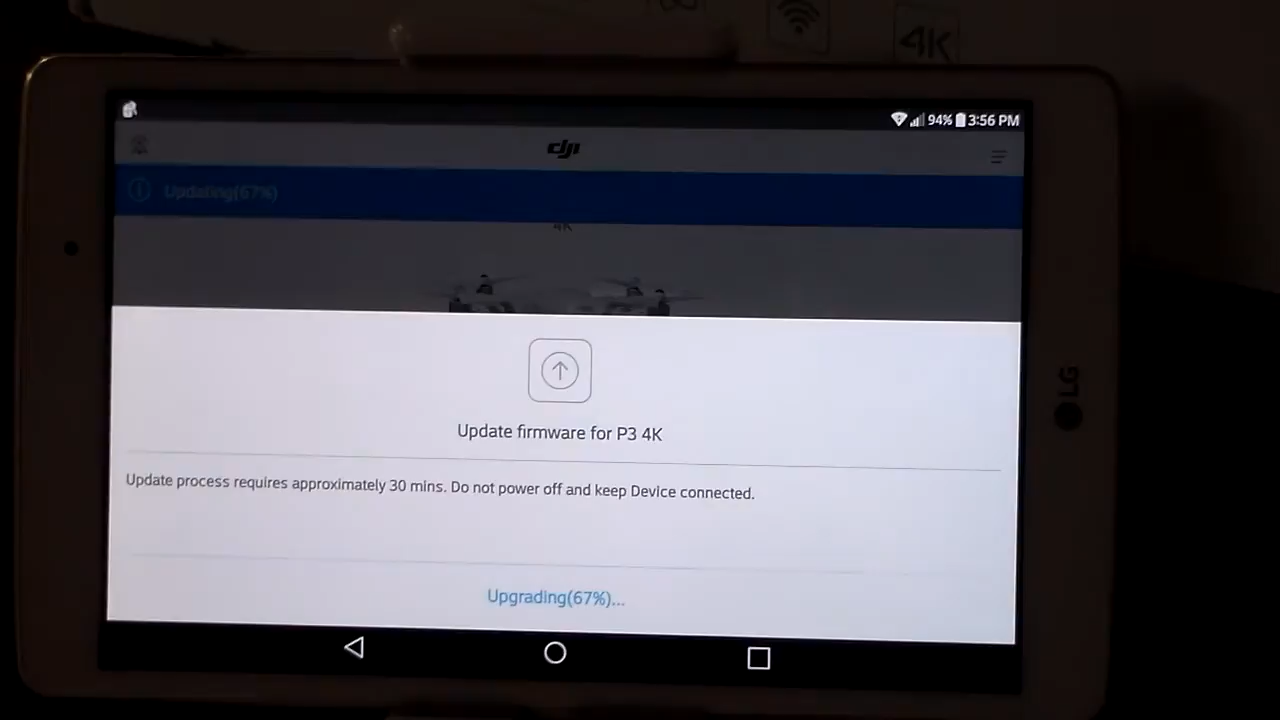 4K
94% 3:56 PM
dji
Updating(67%)
4K
Update firmware for P3 4K
Update process requires approximately 30 mins. Do not power off and keep Device connected.
Upgrading(67%)...
LG